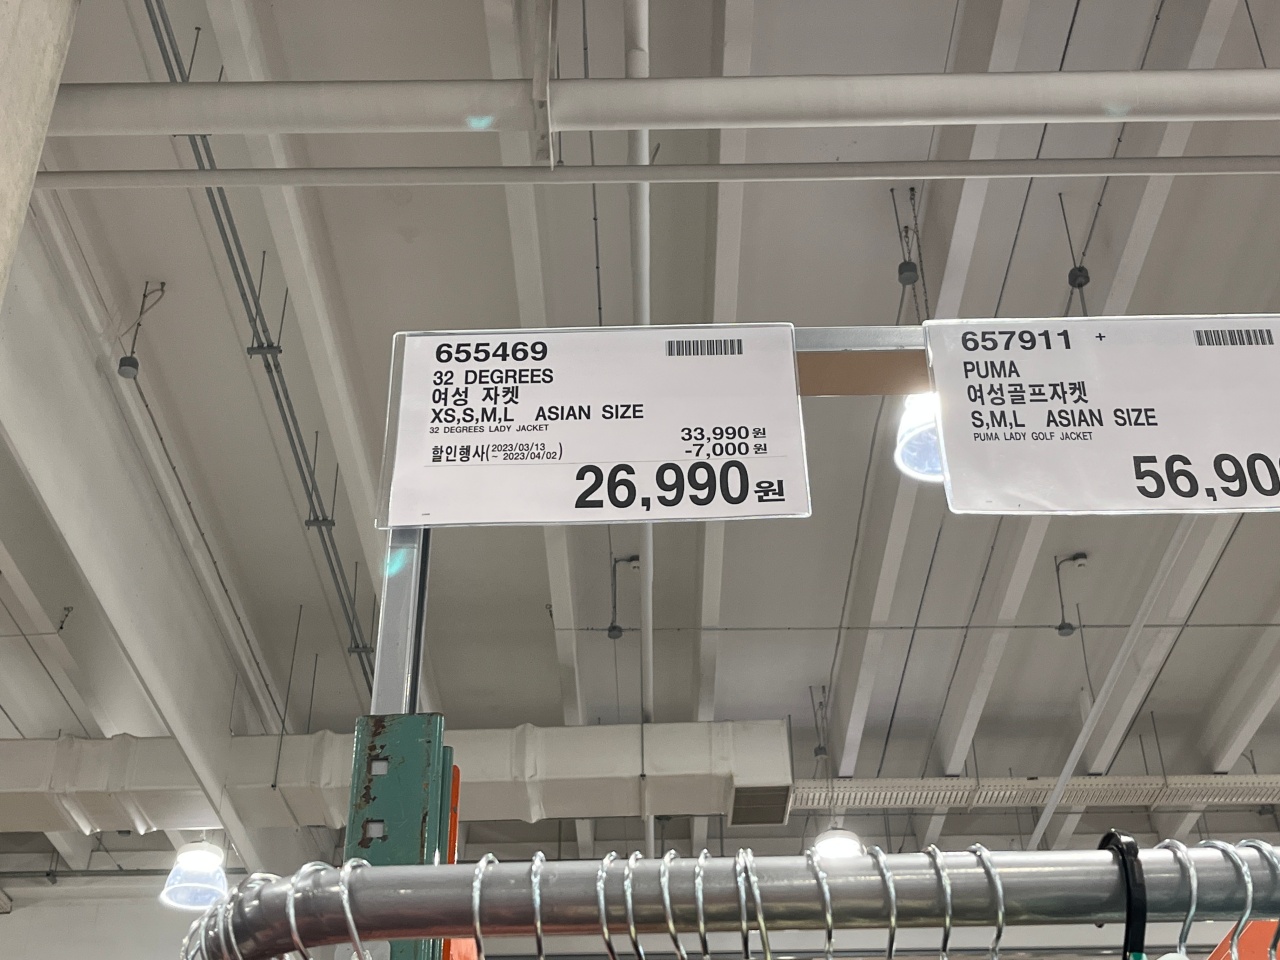 655469
32 DEGREES
여성 자켓
XS,S,M,L ASIAN SIZE
32 DEGREES LADY JACKET
33,990원
-7,000원
할인행사(2023/03/13 ~ 2023/04/02)
26,990원
657911 +
PUMA
여성골프자켓
S,M,L ASIAN SIZE
PUMA LADY GOLF JACKET
56,90